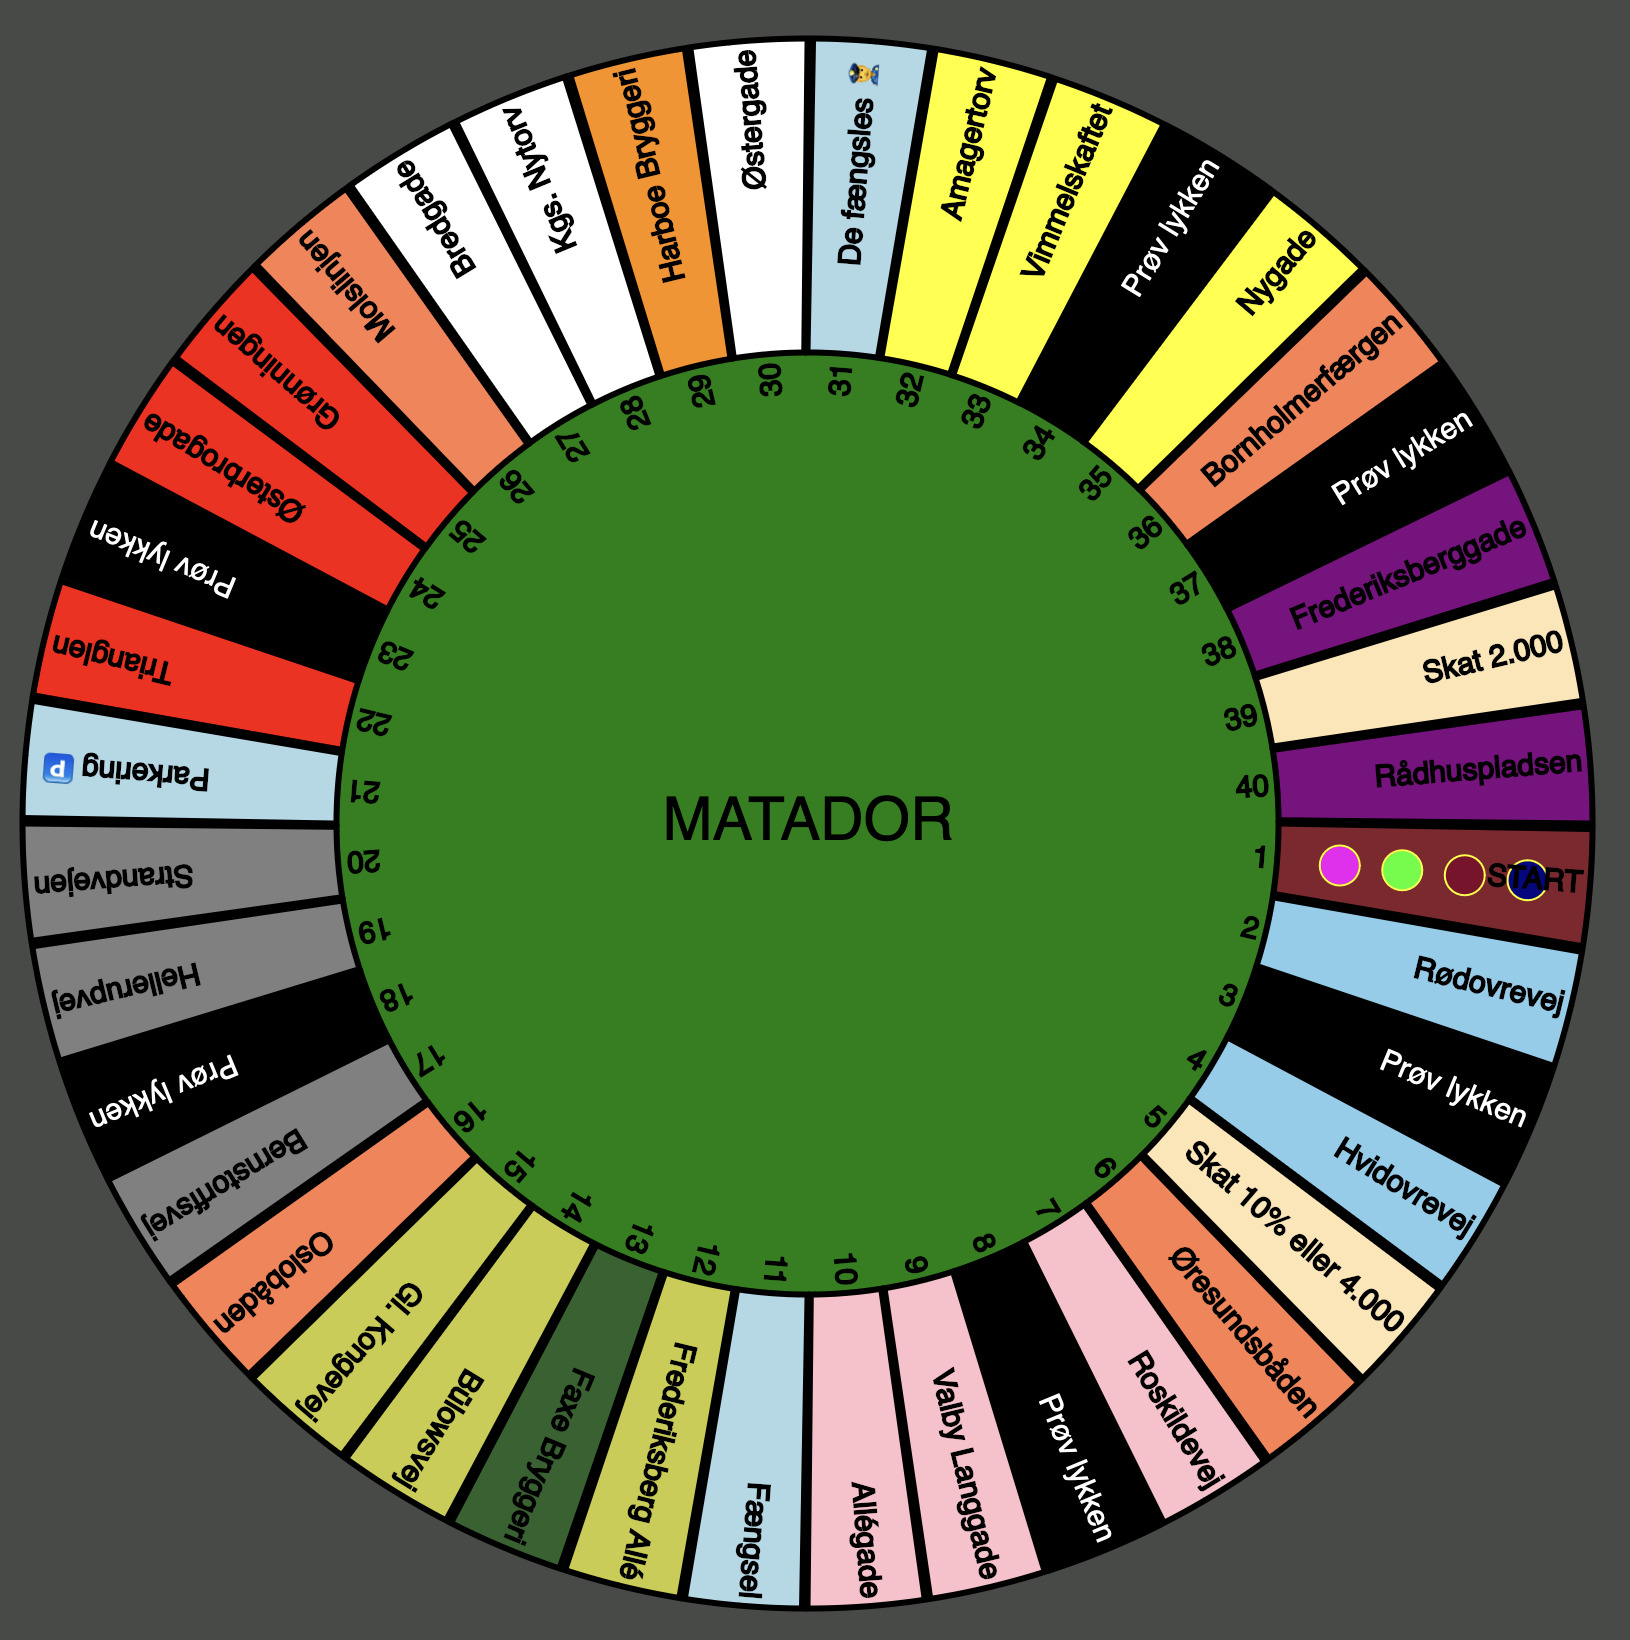 MATADOR
1 START
2 Rødovrevej
3 Prøv lykken
4 Hvidovrevej
5 Skat 10% eller 4.000
6 Øresundsbåden
7 Roskildevej
8 Prøv lykken
9 Valby Langgade
10 Allégade
11 Fængsel
12 Frederiksberg Allé
13 Faxe Bryggeri
14 Bülowsvej
15 Gl. Kongevej
16 Oslobåden
17 Bernstorffsvej
18 Prøv lykken
19 Hellerupvej
20 Strandvejen
21 Parkering P
22 Trianglen
23 Prøv lykken
24 Østerbrogade
25 Grønningen
26 Molslinjen
27 Bredgade
28 Kgs. Nytorv
29 Harboe Bryggeri
30 Østergade
31 De fængsles
32 Amagertorv
33 Vimmelskaftet
34 Prøv lykken
35 Nygade
36 Bornholmerfærgen
37 Prøv lykken
38 Frederiksberggade
39 Skat 2.000
40 Rådhuspladsen